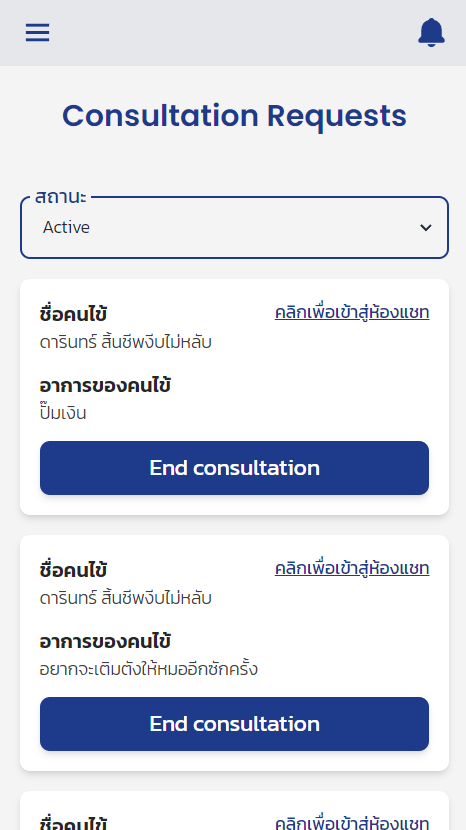 Consultation Requests
สถานะ
Active
ชื่อคนไข้
คลิกเพื่อเข้าสู่ห้องแชท
ดารินทร์ สิ้นชีพงีบไม่หลับ
อาการของคนไข้
ปั๊มเงิน
End consultation
ชื่อคนไข้
คลิกเพื่อเข้าสู่ห้องแชท
ดารินทร์ สิ้นชีพงีบไม่หลับ
อาการของคนไข้
อยากจะเติมตังให้หมออีกซักครั้ง
End consultation
ชื่อคนไข้
คลิกเพื่อเข้าสู่ห้องแชท